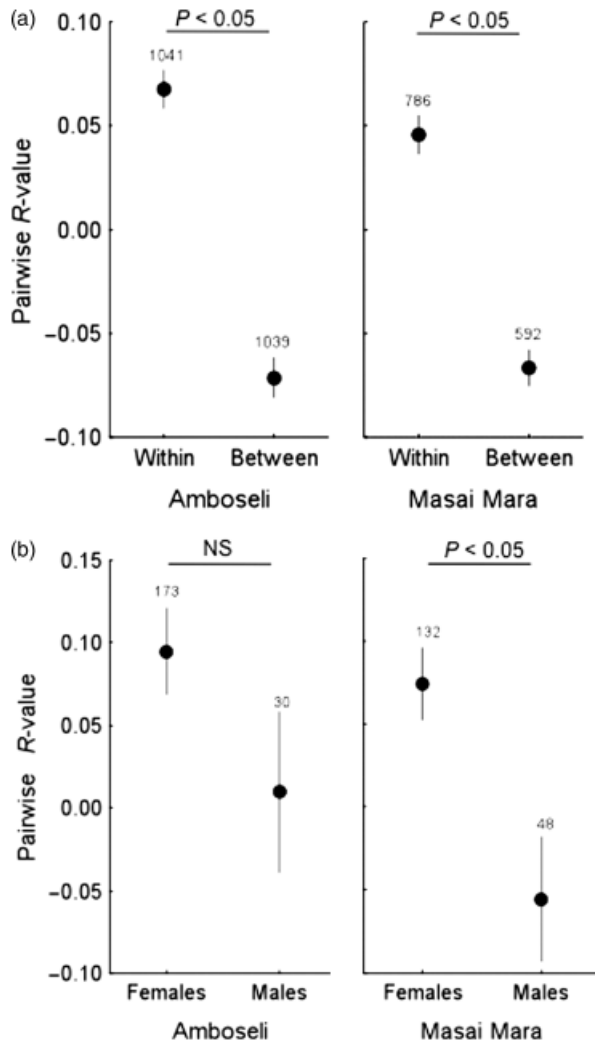 (a)
P < 0.05
P < 0.05
0.10
0.05
0.00
−0.05
−0.10
Pairwise R-value
1041
1039
786
592
Within
Between
Within
Between
Amboseli
Masai Mara
(b)
NS
P < 0.05
0.15
0.10
0.05
0.00
−0.05
−0.10
Pairwise R-value
173
30
132
48
Females
Males
Females
Males
Amboseli
Masai Mara